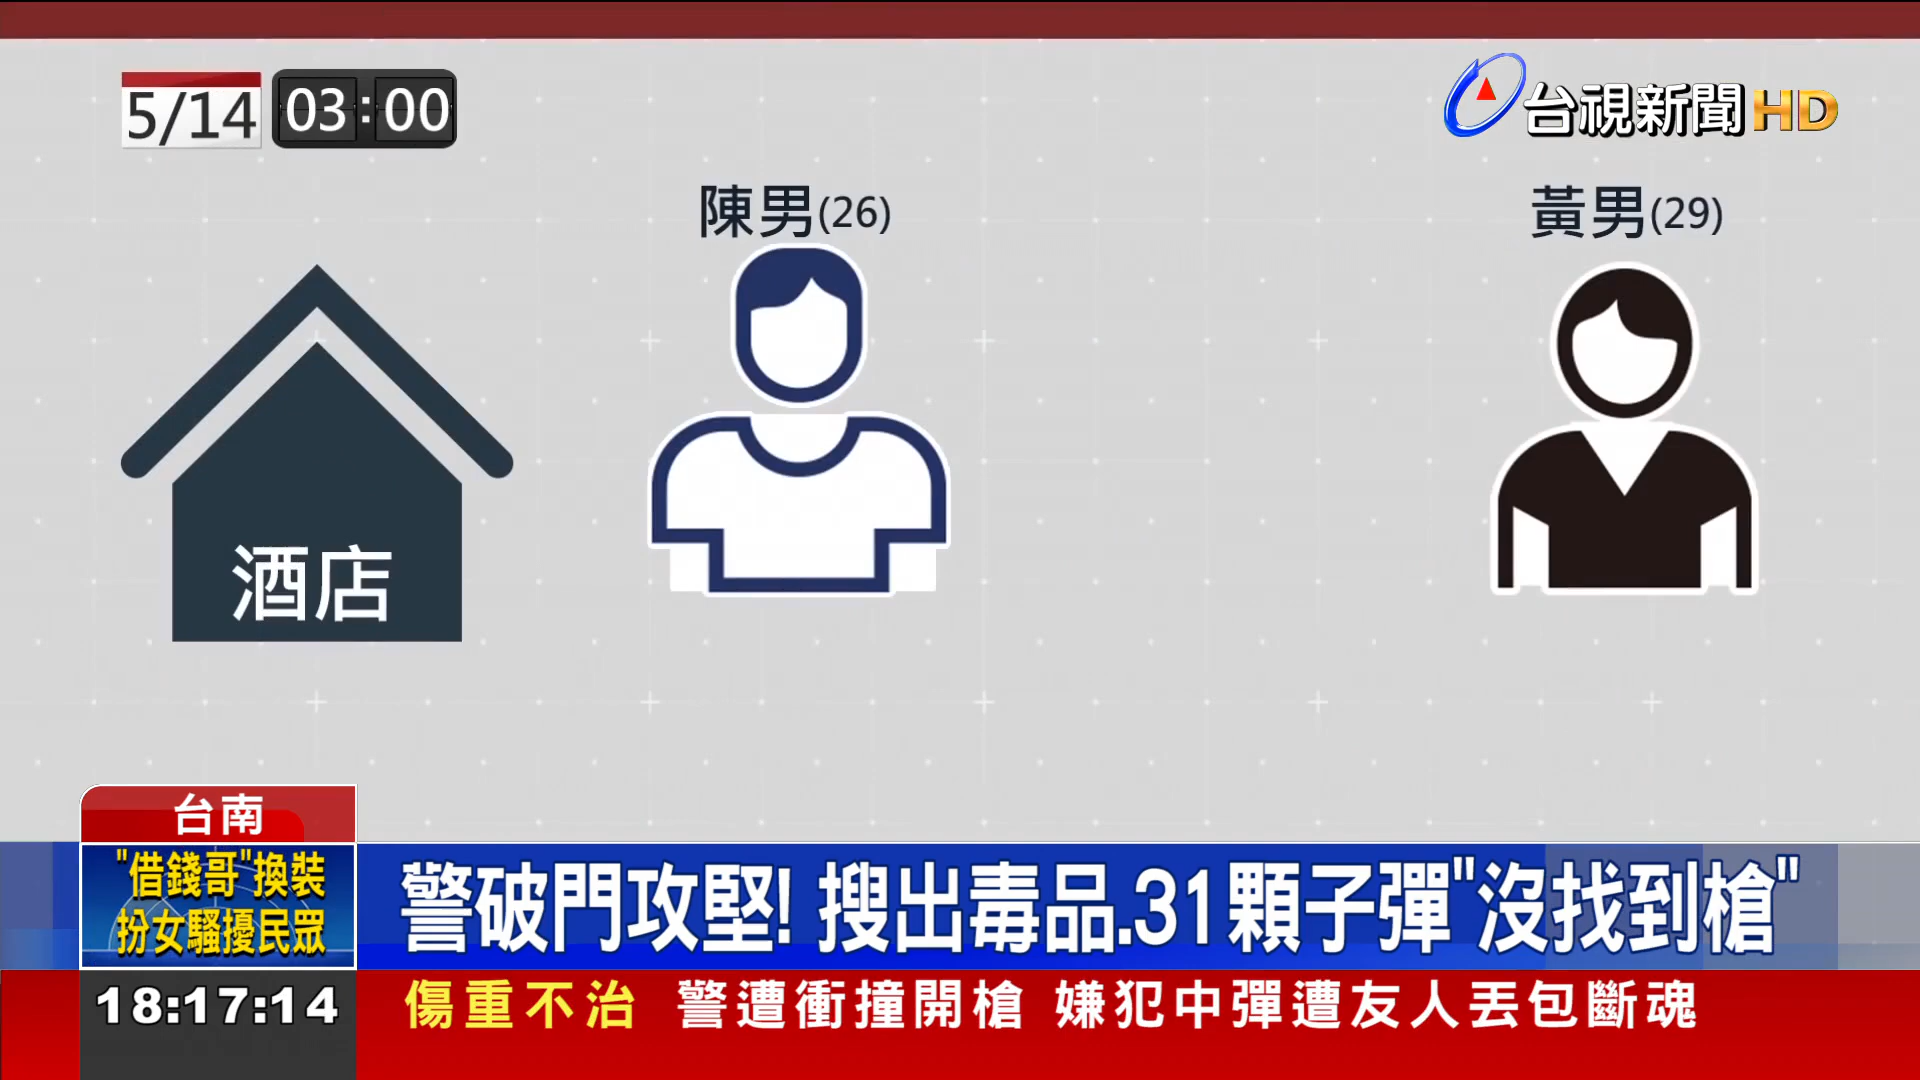 5/14 03:00
台視新聞HD
陳男(26)
黃男(29)
酒店
台南
"借錢哥"換裝
扮女騷擾民眾
警破門攻堅! 搜出毒品.31顆子彈"沒找到槍"
18:17:14
傷重不治 警遭衝撞開槍 嫌犯中彈遭友人丟包斷魂